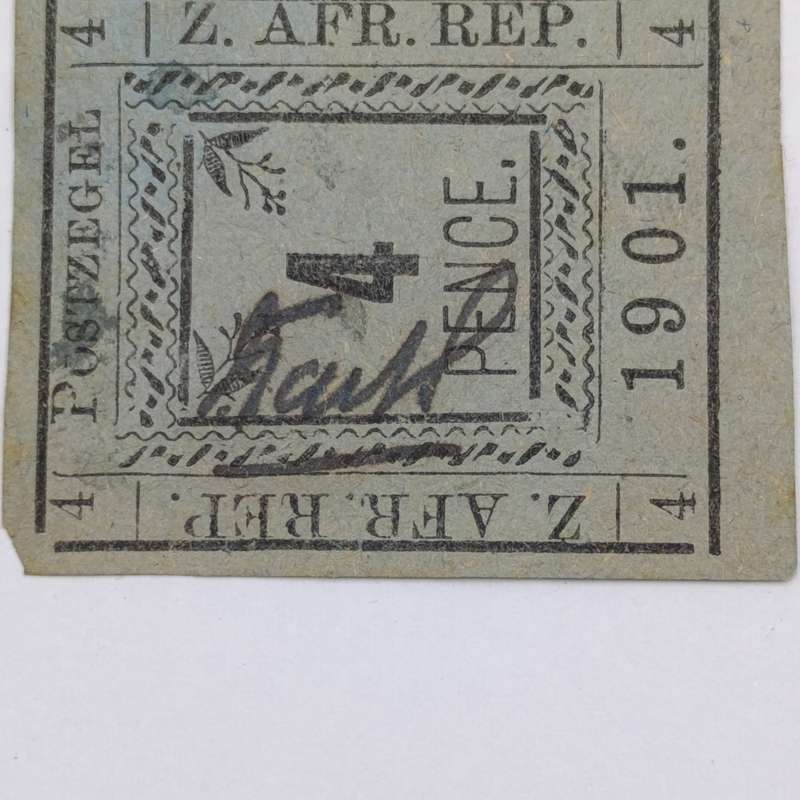 4 Z. AFR. REP. 4
POSTZEGEL
4
PENCE.
1901.
4 Z. AFR. REP. 4